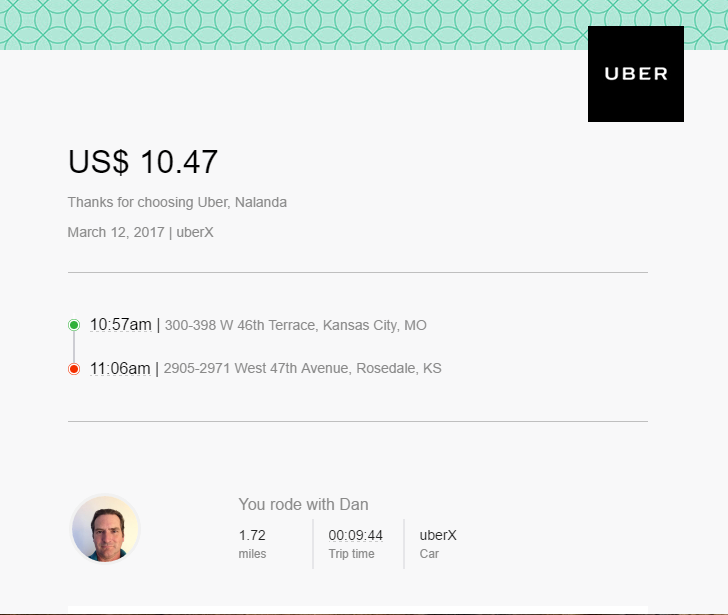 UBER
US$ 10.47
Thanks for choosing Uber, Nalanda
March 12, 2017 | uberX
10:57am | 300-398 W 46th Terrace, Kansas City, MO
11:06am | 2905-2971 West 47th Avenue, Rosedale, KS
You rode with Dan
1.72 00:09:44 uberX
miles Trip time Car